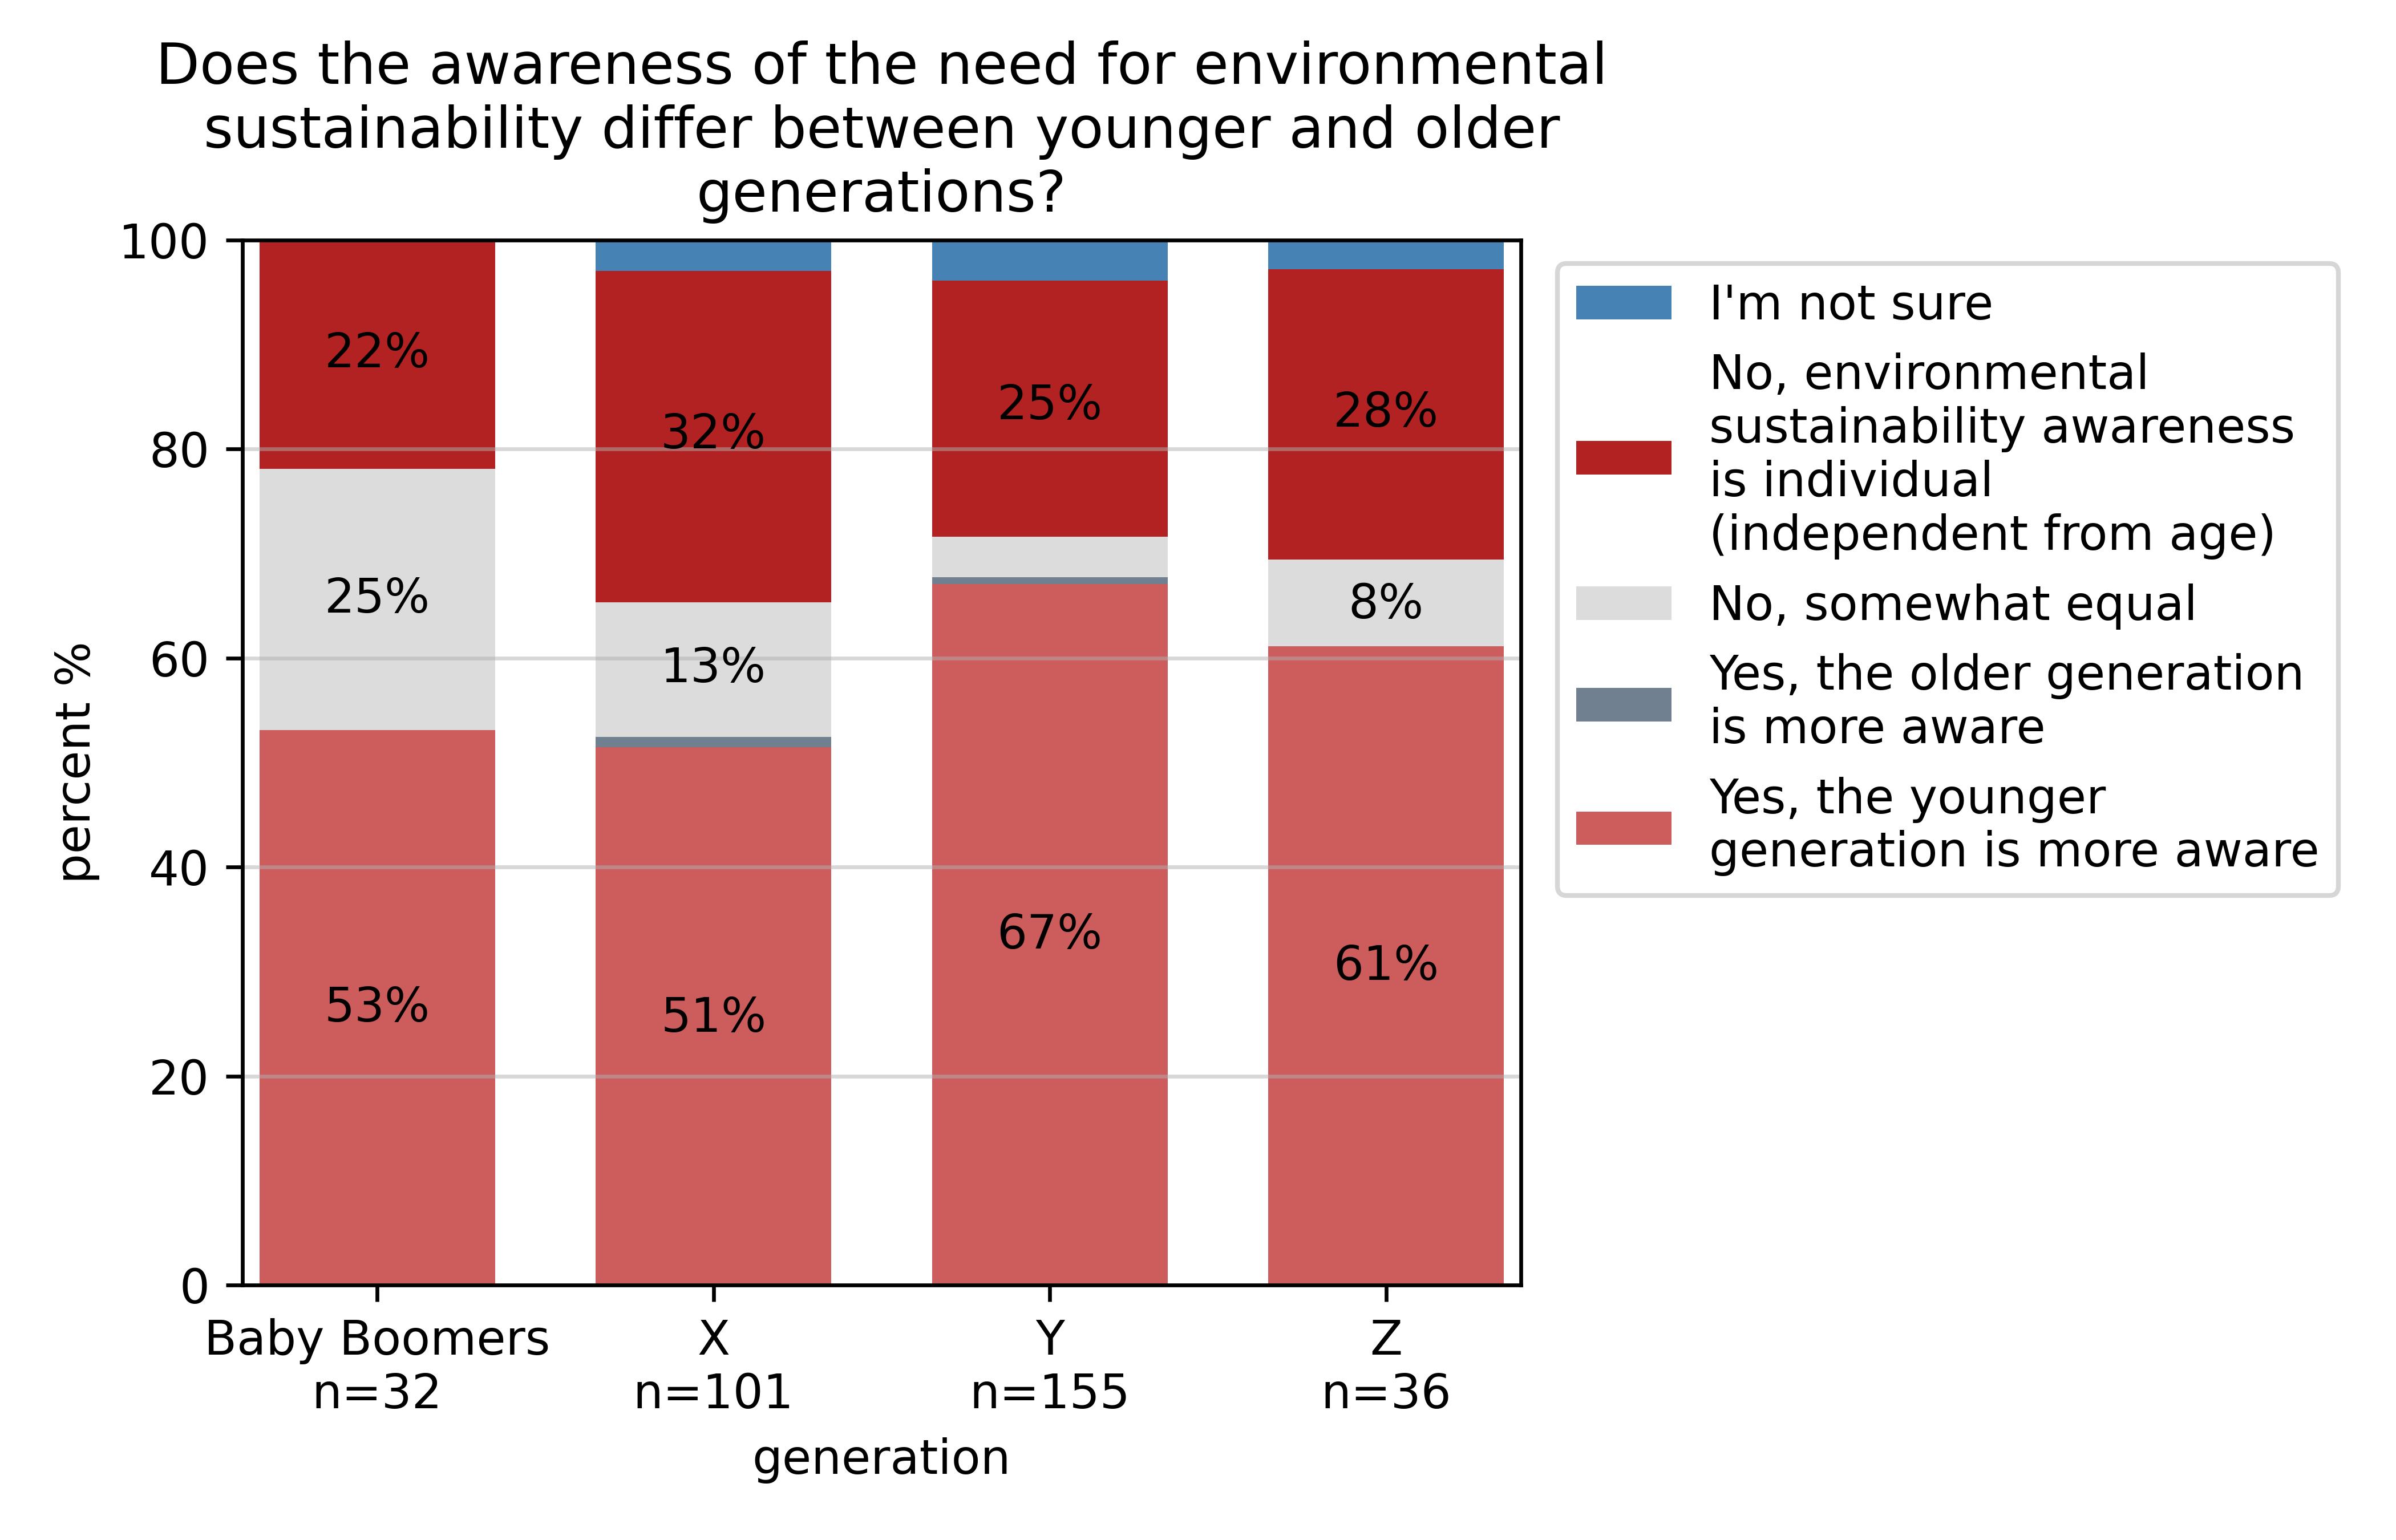 Does the awareness of the need for environmental
sustainability differ between younger and older
generations?
100
80
60
40
20
0
percent %
22%
25%
53%
32%
13%
51%
25%
67%
28%
8%
61%
Baby Boomers
n=32
X
n=101
Y
n=155
Z
n=36
generation
I'm not sure
No, environmental
sustainability awareness
is individual
(independent from age)
No, somewhat equal
Yes, the older generation
is more aware
Yes, the younger
generation is more aware